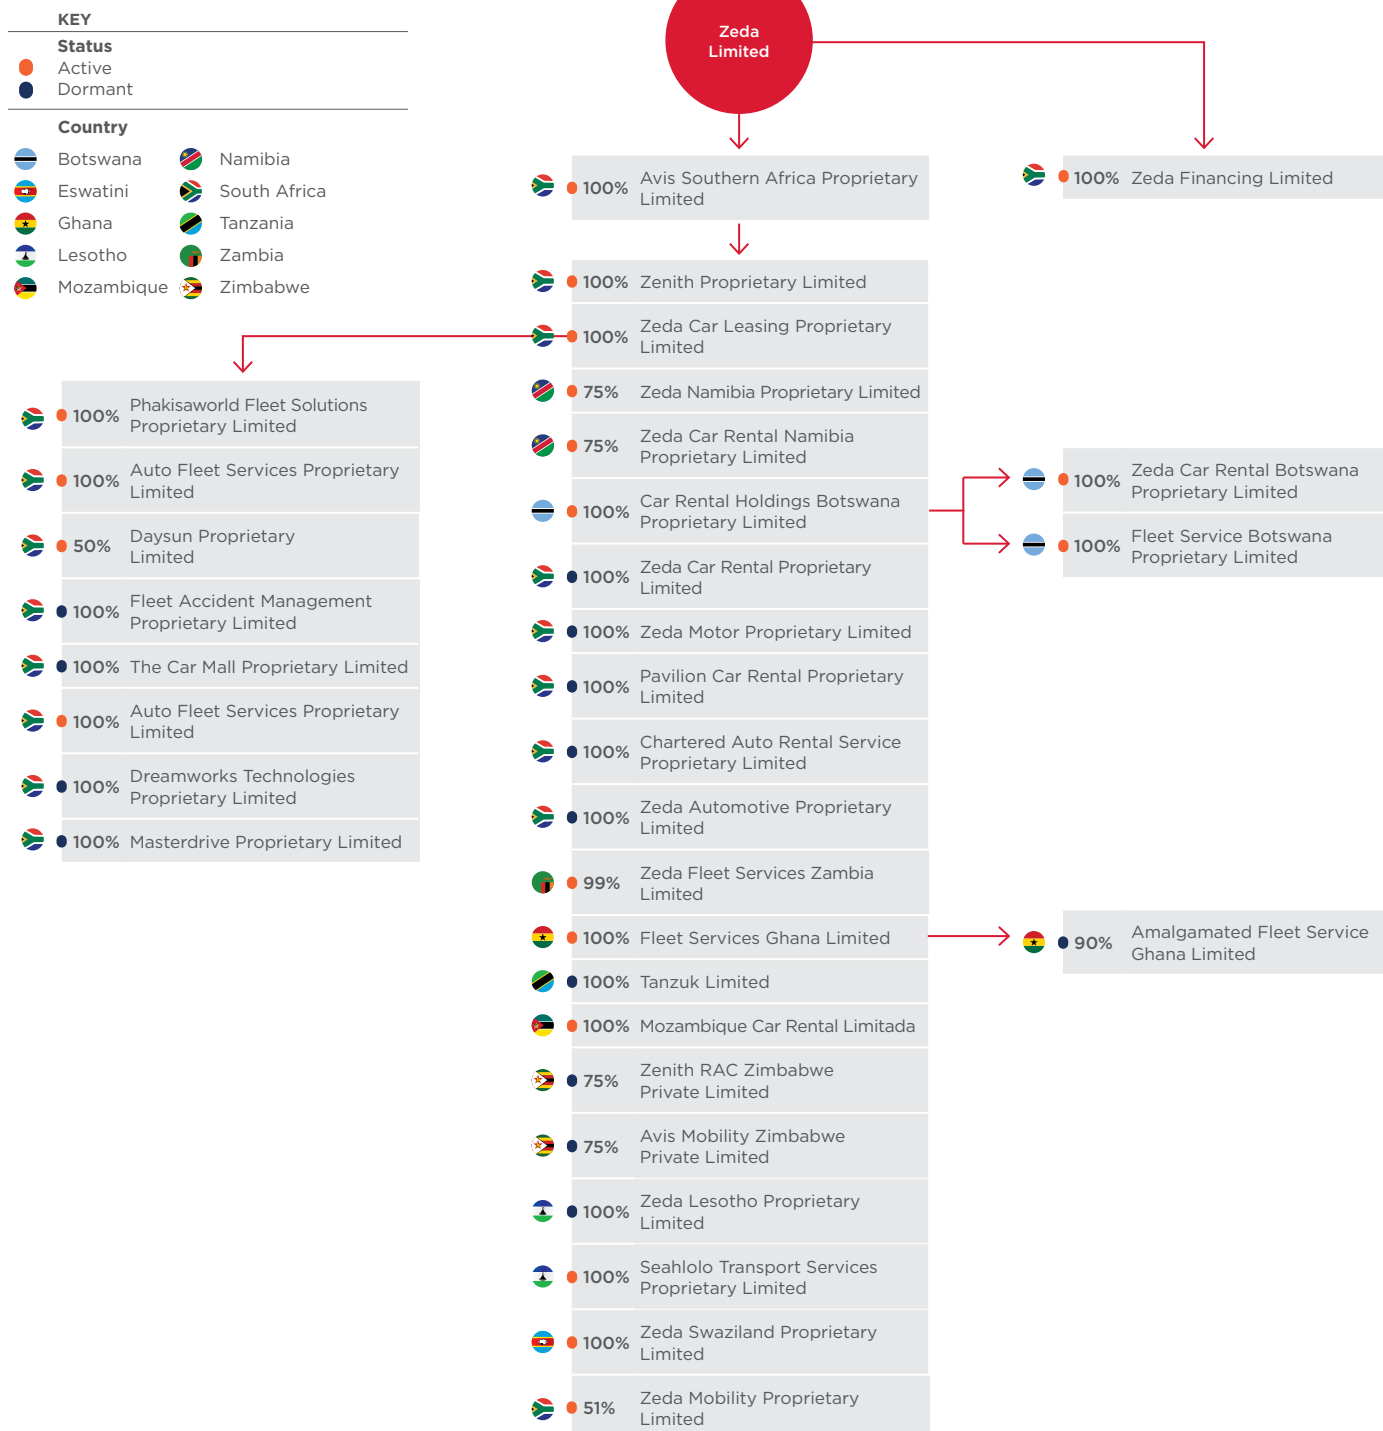 KEY
Status
Active
Dormant
Country
Botswana
Namibia
Eswatini
South Africa
Ghana
Tanzania
Lesotho
Zambia
Mozambique
Zimbabwe
Zeda
Limited
100% Avis Southern Africa Proprietary
Limited
100% Zeda Financing Limited
100% Zenith Proprietary Limited
100% Zeda Car Leasing Proprietary
Limited
75% Zeda Namibia Proprietary Limited
75% Zeda Car Rental Namibia
Proprietary Limited
100% Car Rental Holdings Botswana
Proprietary Limited
100% Zeda Car Rental Proprietary
Limited
100% Zeda Motor Proprietary Limited
100% Pavilion Car Rental Proprietary
Limited
100% Chartered Auto Rental Service
Proprietary Limited
100% Zeda Automotive Proprietary
Limited
99% Zeda Fleet Services Zambia
Limited
100% Fleet Services Ghana Limited
100% Tanzuk Limited
100% Mozambique Car Rental Limitada
75% Zenith RAC Zimbabwe
Private Limited
75% Avis Mobility Zimbabwe
Private Limited
100% Zeda Lesotho Proprietary
Limited
100% Seahlolo Transport Services
Proprietary Limited
100% Zeda Swaziland Proprietary
Limited
51% Zeda Mobility Proprietary
Limited
100% Phakisaworld Fleet Solutions
Proprietary Limited
100% Auto Fleet Services Proprietary
Limited
50% Daysun Proprietary
Limited
100% Fleet Accident Management
Proprietary Limited
100% The Car Mall Proprietary Limited
100% Auto Fleet Services Proprietary
Limited
100% Dreamworks Technologies
Proprietary Limited
100% Masterdrive Proprietary Limited
100% Zeda Car Rental Botswana
Proprietary Limited
100% Fleet Service Botswana
Proprietary Limited
90% Amalgamated Fleet Service
Ghana Limited